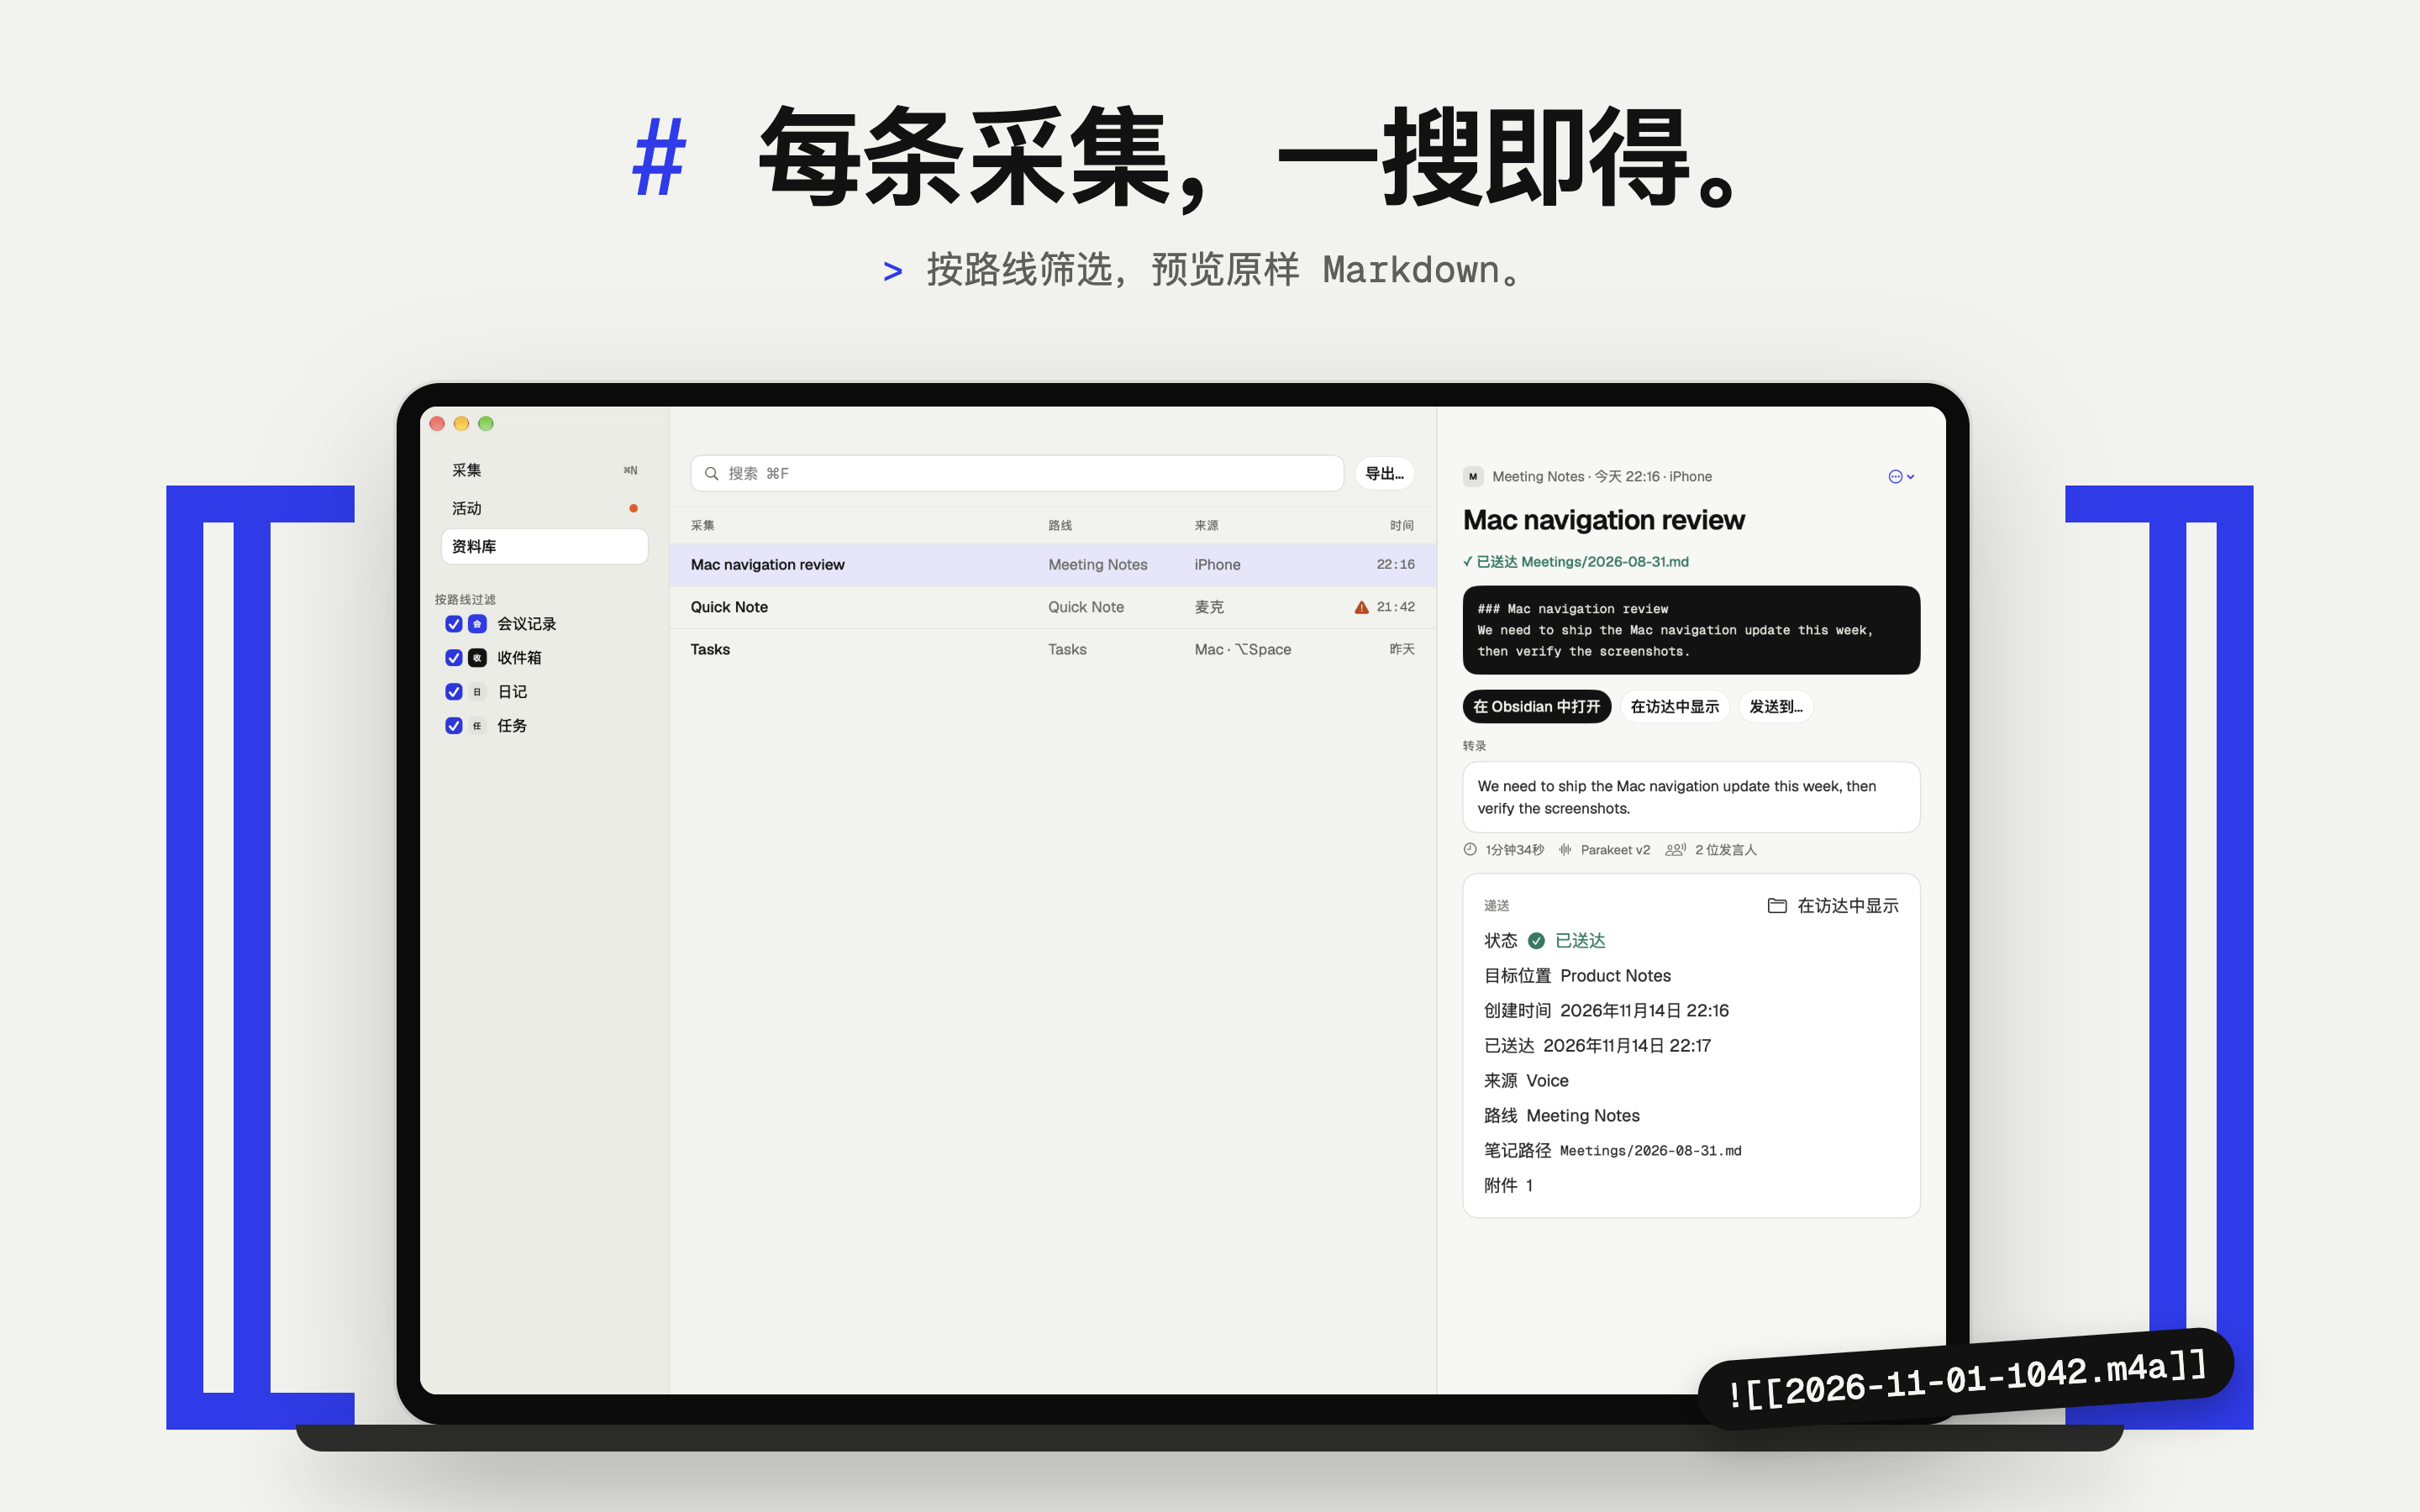 # 每条采集，一搜即得。
> 按路线筛选，预览原样 Markdown。
采集 ⌘N
活动
资料库
按路线过滤
会 会议记录
收 收件箱
日 日记
任 任务
搜索 ⌘F
导出...
采集 路线 来源 时间
Mac navigation review Meeting Notes iPhone 22:16
Quick Note Quick Note 麦克 21:42
Tasks Tasks Mac · ⌥Space 昨天
M Meeting Notes · 今天 22:16 · iPhone
Mac navigation review
✓ 已送达 Meetings/2026-08-31.md
### Mac navigation review
We need to ship the Mac navigation update this week,
then verify the screenshots.
在 Obsidian 中打开 在访达中显示 发送到...
转录
We need to ship the Mac navigation update this week, then
verify the screenshots.
1分钟34秒 Parakeet v2 2 位发言人
递送 在访达中显示
状态 已送达
目标位置 Product Notes
创建时间 2026年11月14日 22:16
已送达 2026年11月14日 22:17
来源 Voice
路线 Meeting Notes
笔记路径 Meetings/2026-08-31.md
附件 1
![[2026-11-01-1042.m4a]]